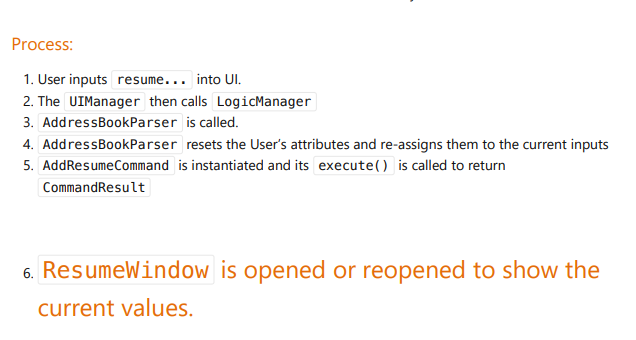 Process:
1. User inputs resume... into UI.
2. The UIManager then calls LogicManager
3. AddressBookParser is called.
4. AddressBookParser resets the User's attributes and re-assigns them to the current inputs
5. AddResumeCommand is instantiated and its execute() is called to return
CommandResult
6. ResumeWindow is opened or reopened to show the
current values.